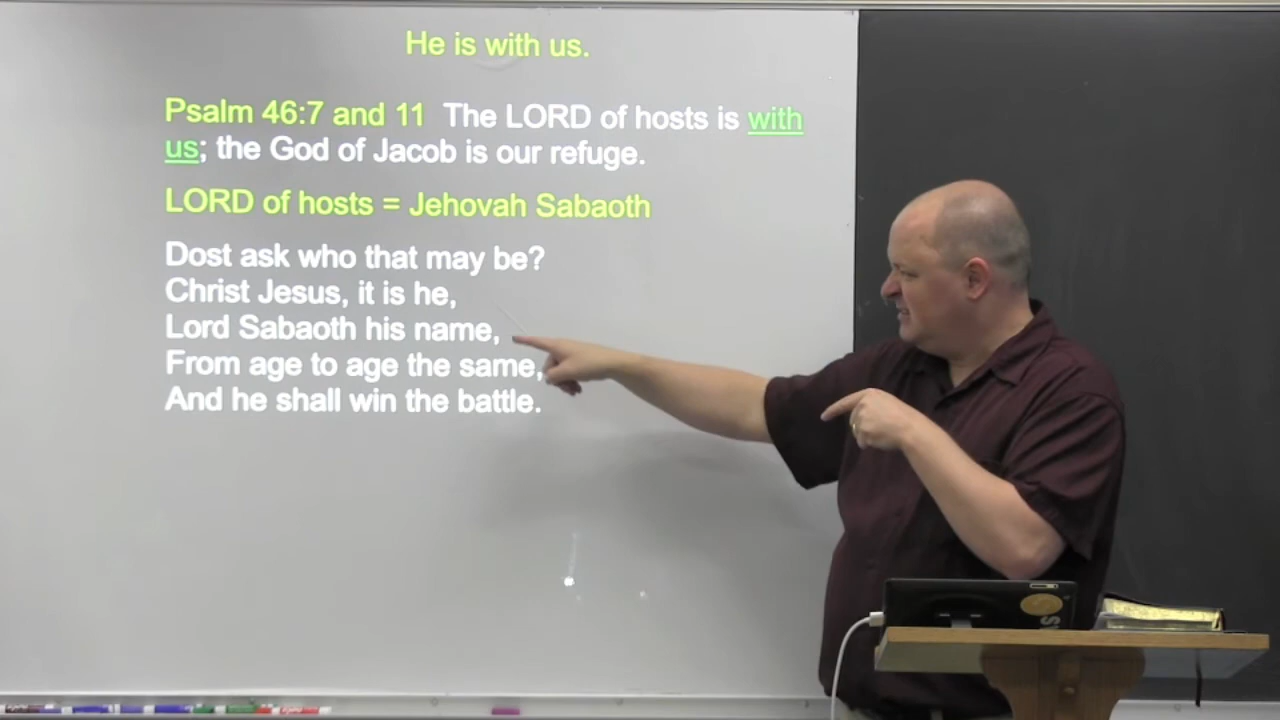 He is with us.
Psalm 46:7 and 11 The LORD of hosts is with
us; the God of Jacob is our refuge.
LORD of hosts = Jehovah Sabaoth
Dost ask who that may be?
Christ Jesus, it is he,
Lord Sabaoth his name,
From age to age the same,
And he shall win the battle.